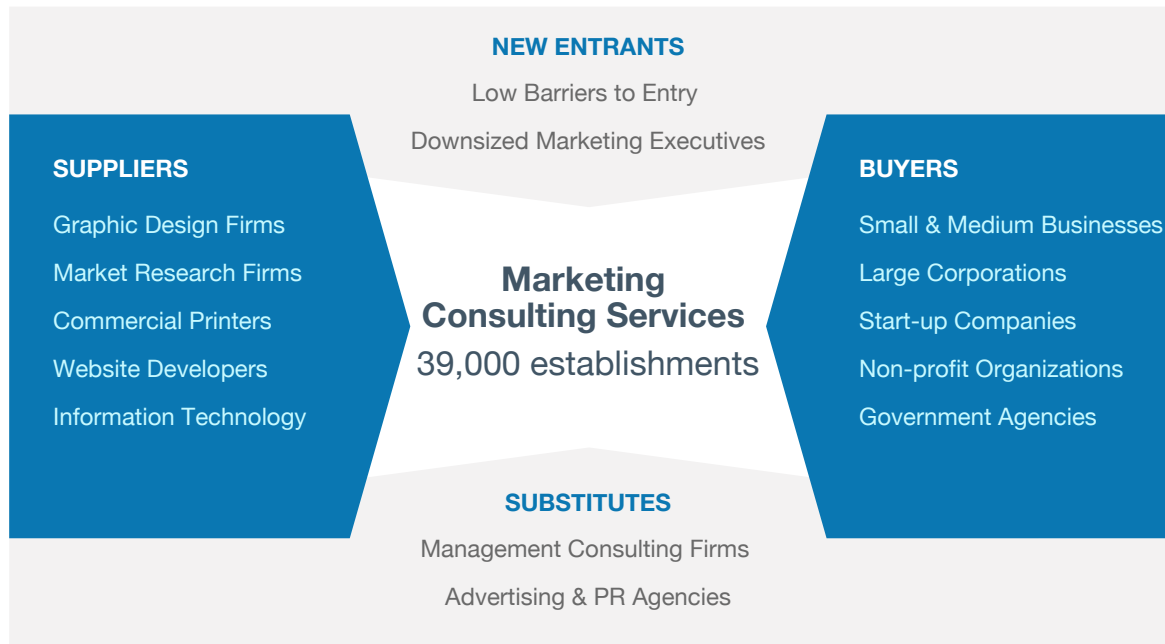 NEW ENTRANTS
Low Barriers to Entry
Downsized Marketing Executives
SUPPLIERS
Graphic Design Firms
Market Research Firms
Commercial Printers
Website Developers
Information Technology
Marketing
Consulting Services
39,000 establishments
BUYERS
Small & Medium Businesses
Large Corporations
Start-up Companies
Non-profit Organizations
Government Agencies
SUBSTITUTES
Management Consulting Firms
Advertising & PR Agencies